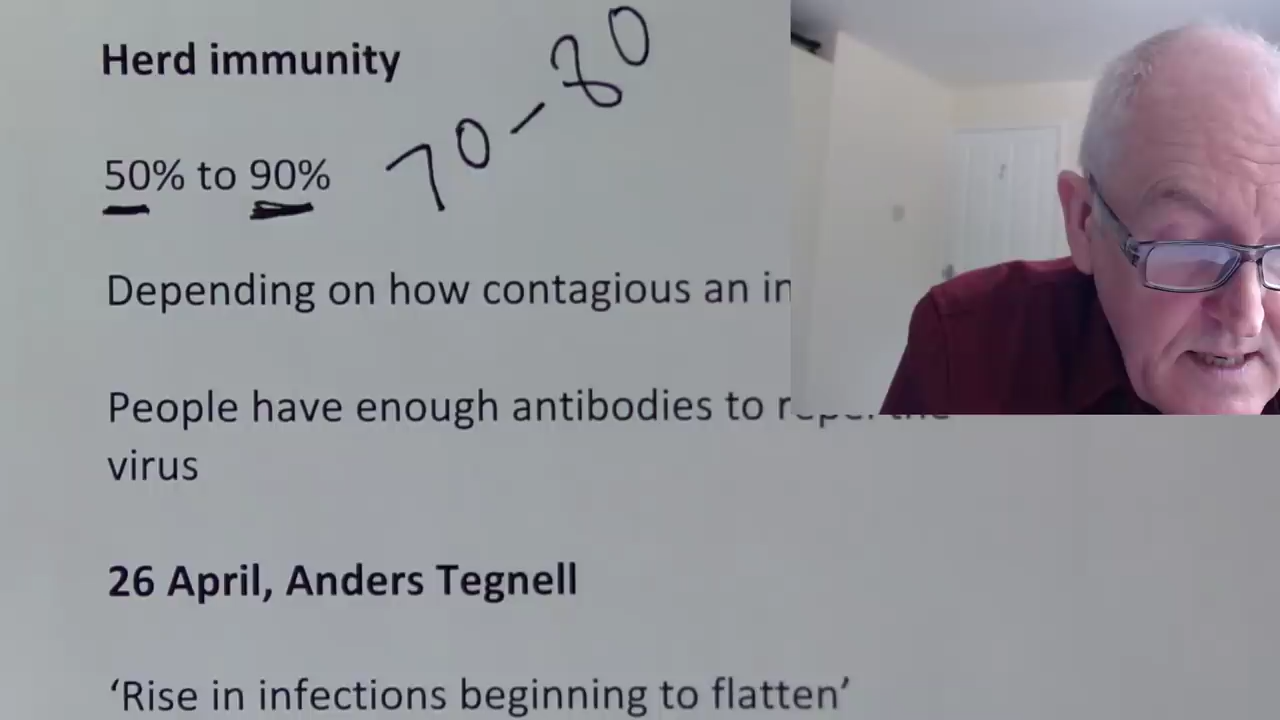 Herd immunity
50% to 90% 70-80
Depending on how contagious an in
People have enough antibodies to
virus
26 April, Anders Tegnell
‘Rise in infections beginning to flatten’